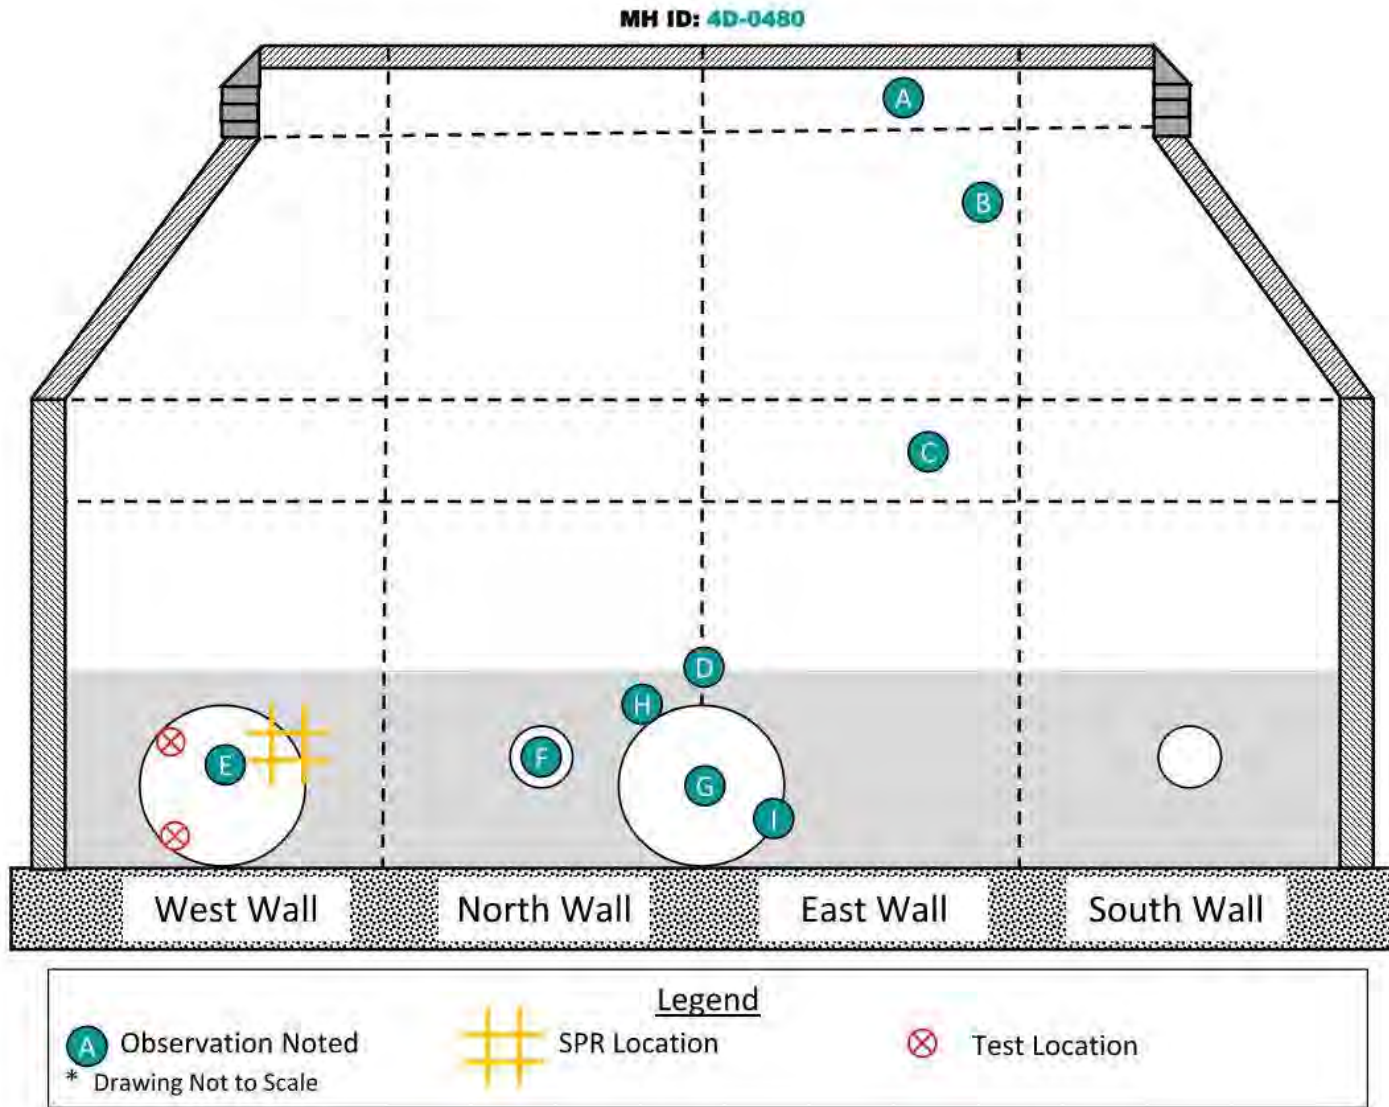 MH ID: 4D-0480
A
B
C
D
H
E
F
G
I
West Wall North Wall East Wall South Wall
Legend
A Observation Noted SPR Location Test Location
* Drawing Not to Scale